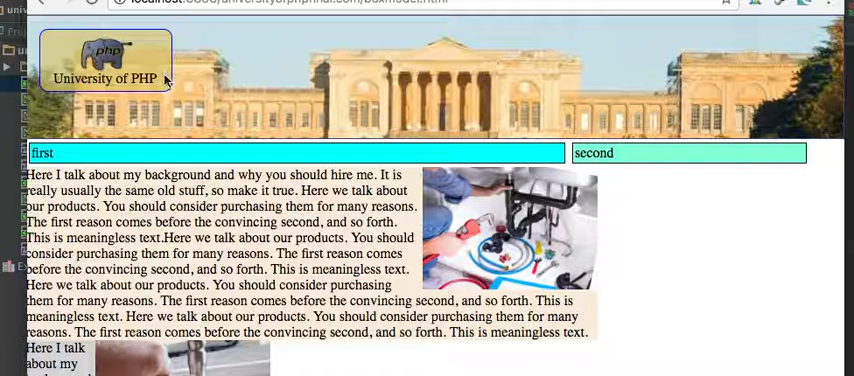 php
University of PHP
first
second
Here I talk about my background and why you should hire me. It is
really usually the same old stuff, so make it true. Here we talk about
our products. You should consider purchasing them for many reasons.
The first reason comes before the convincing second, and so forth.
This is meaningless text.Here we talk about our products. You should
consider purchasing them for many reasons. The first reason comes
before the convincing second, and so forth. This is meaningless text.
Here we talk about our products. You should consider purchasing
them for many reasons. The first reason comes before the convincing second, and so forth. This is
meaningless text. Here we talk about our products. You should consider purchasing them for many
reasons. The first reason comes before the convincing second, and so forth. This is meaningless text.
Here I talk
about my